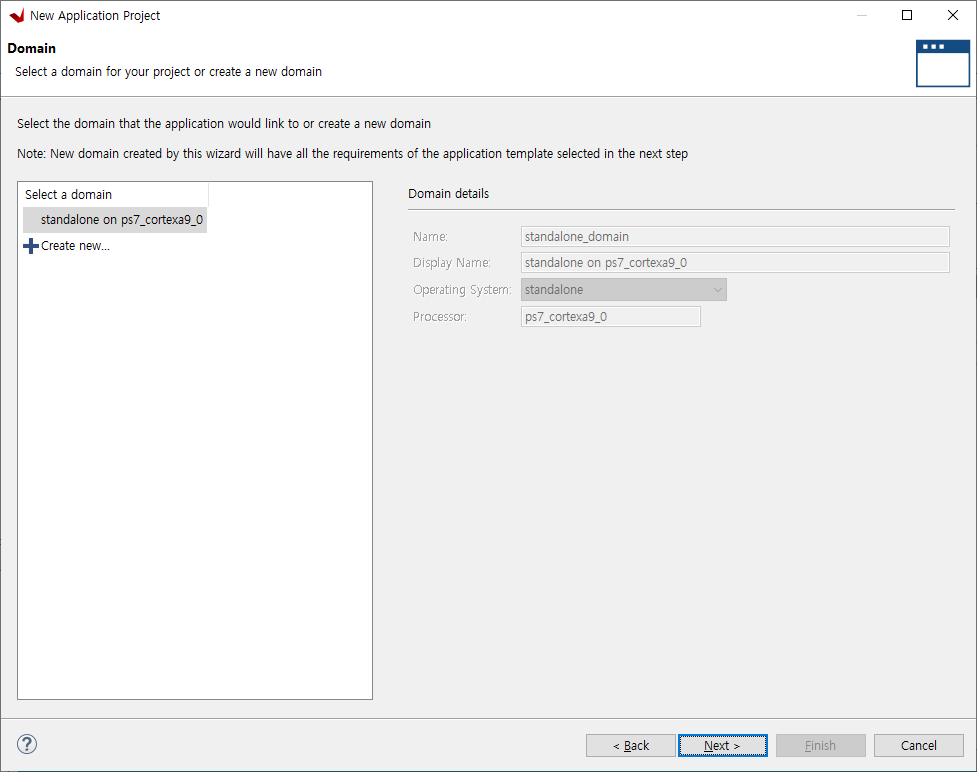 New Application Project
Domain
Select a domain for your project or create a new domain
Select the domain that the application would link to or create a new domain
Note: New domain created by this wizard will have all the requirements of the application template selected in the next step
Select a domain
standalone on ps7_cortexa9_0
Create new...
Domain details
Name: standalone_domain
Display Name: standalone on ps7_cortexa9_0
Operating System: standalone
Processor: ps7_cortexa9_0
? < Back Next > Finish Cancel